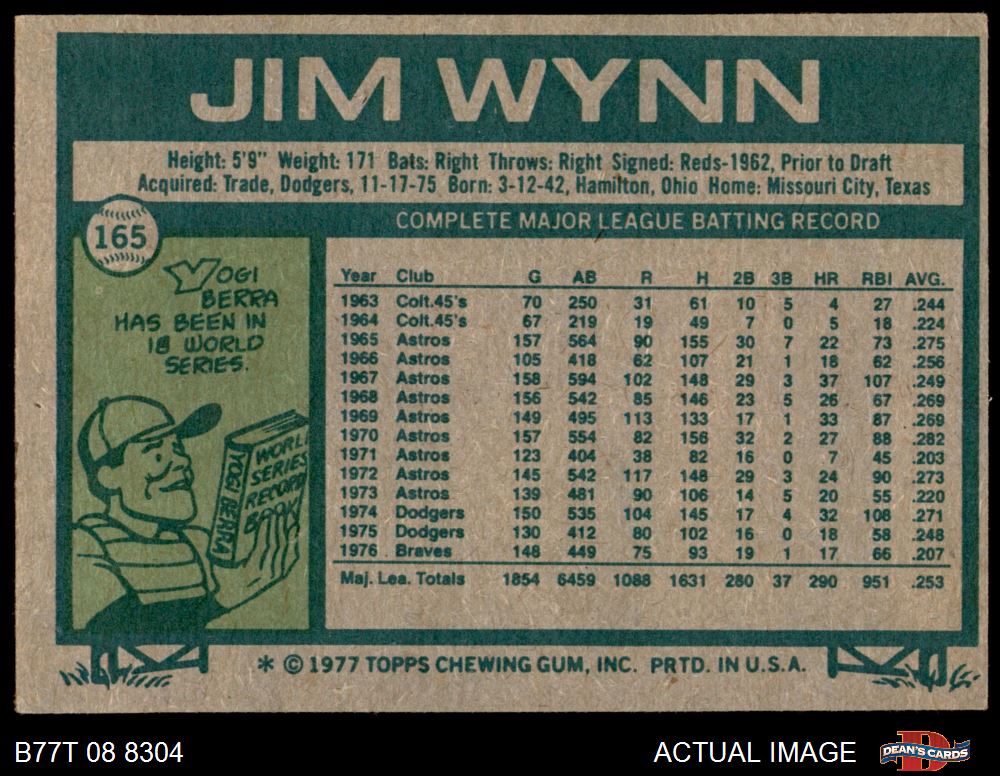 JIM WYNN
Height: 5'9" Weight: 171 Bats: Right Throws: Right Signed: Reds-1962, Prior to Draft
Acquired: Trade, Dodgers, 11-17-75 Born: 3-12-42, Hamilton, Ohio Home: Missouri City, Texas
165
COMPLETE MAJOR LEAGUE BATTING RECORD
YOGI
BERRA
HAS BEEN IN
18 WORLD
SERIES.
WORLD
SERIES
RECORD
BOOK
YOGI BERRA
Year Club G AB R H 2B 3B HR RBI AVG.
1963 Colt.45's 70 250 31 61 10 5 4 27 .244
1964 Colt.45's 67 219 19 49 7 0 5 18 .224
1965 Astros 157 564 90 155 30 7 22 73 .275
1966 Astros 105 418 62 107 21 1 18 62 .256
1967 Astros 158 594 102 148 29 3 37 107 .249
1968 Astros 156 542 85 146 23 5 26 67 .269
1969 Astros 149 495 113 133 17 1 33 87 .269
1970 Astros 157 554 82 156 32 2 27 88 .282
1971 Astros 123 404 38 82 16 0 7 45 .203
1972 Astros 145 542 117 148 29 3 24 90 .273
1973 Astros 139 481 90 106 14 5 20 55 .220
1974 Dodgers 150 535 104 145 17 4 32 108 .271
1975 Dodgers 130 412 80 102 16 0 18 58 .248
1976 Braves 148 449 75 93 19 1 17 66 .207
Maj. Lea. Totals 1854 6459 1088 1631 280 37 290 951 .253
* © 1977 TOPPS CHEWING GUM, INC. PRTD. IN U.S.A.
B77T 08 8304
ACTUAL IMAGE
D
DEAN'S CARDS